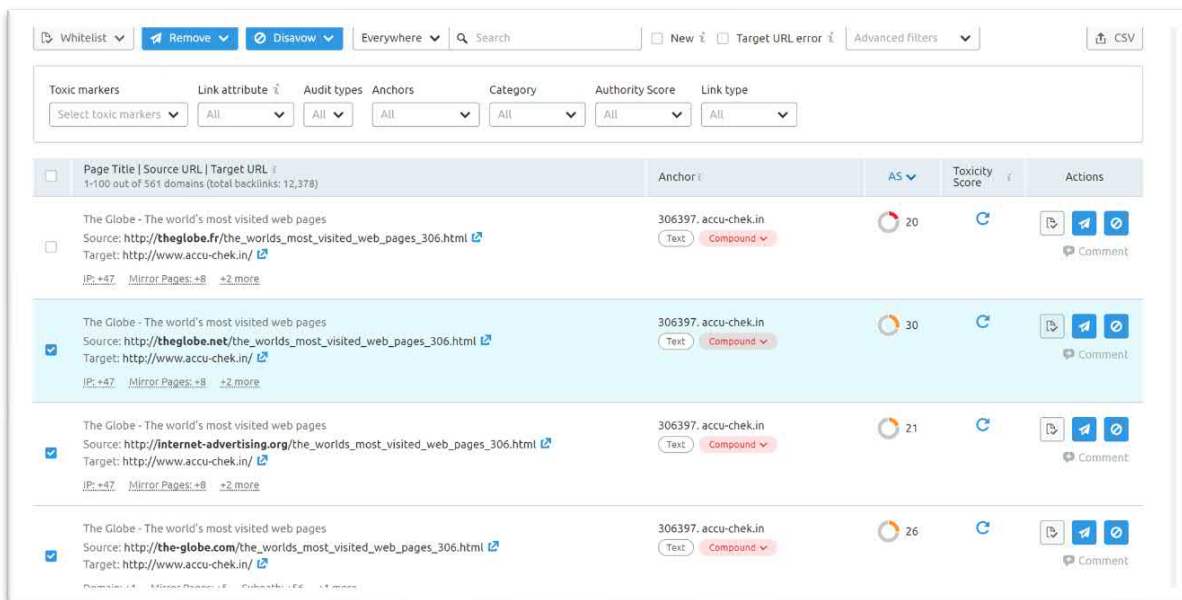 Whitelist Remove Disavow Everywhere Search New i Target URL error i Advanced filters CSV
Toxic markers Link attribute i Audit types Anchors Category Authority Score Link type
Select toxic markers All All All All All All
Page Title | Source URL | Target URL i
1-100 out of 561 domains (total backlinks: 12,378)
Anchor i AS Toxicity Score i Actions
The Globe - The world's most visited web pages
Source: http://theglobe.fr/the_worlds_most_visited_web_pages_306.html
Target: http://www.accu-chek.in/
IP: +47 Mirror Pages: +8 +2 more
306397. accu-chek.in
Text Compound
20
Comment
The Globe - The world's most visited web pages
Source: http://theglobe.net/the_worlds_most_visited_web_pages_306.html
Target: http://www.accu-chek.in/
IP: +47 Mirror Pages: +8 +2 more
306397. accu-chek.in
Text Compound
30
Comment
The Globe - The world's most visited web pages
Source: http://internet-advertising.org/the_worlds_most_visited_web_pages_306.html
Target: http://www.accu-chek.in/
IP: +47 Mirror Pages: +8 +2 more
306397. accu-chek.in
Text Compound
21
Comment
The Globe - The world's most visited web pages
Source: http://the-globe.com/the_worlds_most_visited_web_pages_306.html
Target: http://www.accu-chek.in/
306397. accu-chek.in
Text Compound
26
Comment